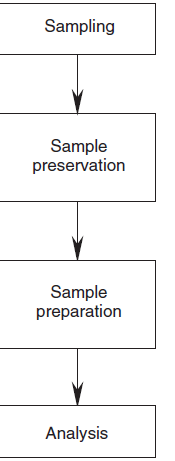 Sampling
Sample
preservation
Sample
preparation
Analysis